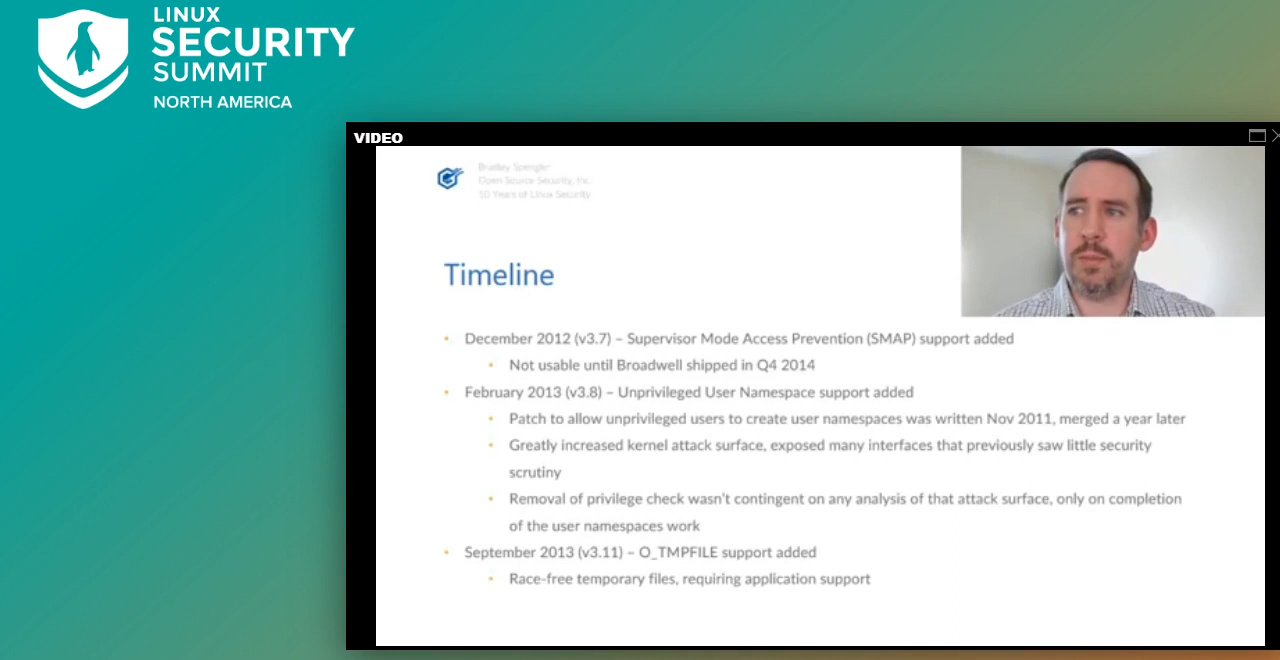 LINUX
SECURITY
SUMMIT
NORTH AMERICA
VIDEO
Bradley Spengler
Open Source Security, Inc.
10 Years of Linux Security
Timeline
• December 2012 (v3.7) – Supervisor Mode Access Prevention (SMAP) support added
• Not usable until Broadwell shipped in Q4 2014
• February 2013 (v3.8) – Unprivileged User Namespace support added
• Patch to allow unprivileged users to create user namespaces was written Nov 2011, merged a year later
• Greatly increased kernel attack surface, exposed many interfaces that previously saw little security
scrutiny
• Removal of privilege check wasn't contingent on any analysis of that attack surface, only on completion
of the user namespaces work
• September 2013 (v3.11) – O_TMPFILE support added
• Race-free temporary files, requiring application support